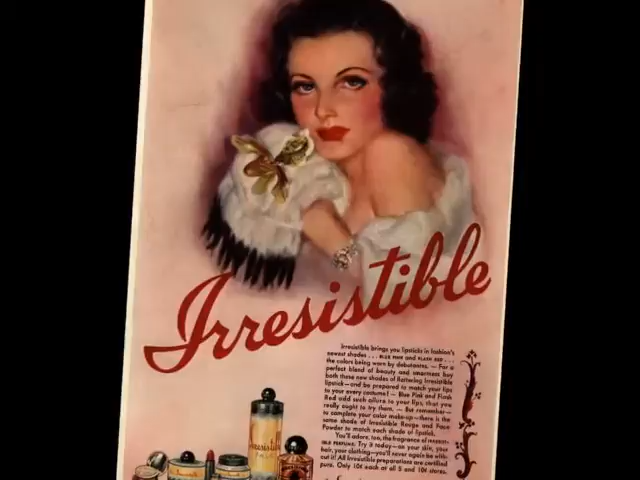 Irresistible
Irresistible brings you lipsticks in fashion's
newest shades . . . BLUE PINK and FLASH RED . . .
the colors being worn by debutantes. — For a
perfect blend of beauty and smartness buy
both these new shades of flattering Irresistible
lipstick—and be prepared to match your lips
to your every costume! — Blue Pink and Flash
Red add such allure to your lips, that you
really ought to try them. — But remember—
to complete your color make-up—there is the
same shade of Irresistible Rouge and Face
Powder to match each shade of lipstick.
You'll adore, too, the fragrance of IRRESIST-
IBLE PERFUME. Try it today—on your skin, your
hair, your clothing—you'll never again be with-
out it! All Irresistible preparations are certified
pure. Only 10¢ each at all 5 and 10¢ stores.
Irresistible